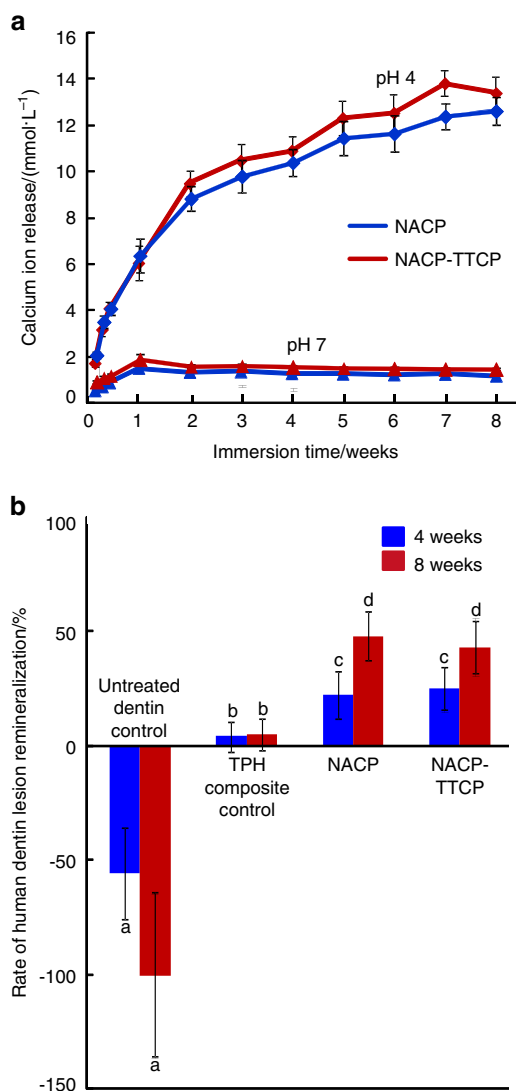 a
16
14
12
10
8
6
4
2
0
Calcium ion release/(mmol·L⁻¹)
pH 4
NACP
NACP-TTCP
pH 7
0 1 2 3 4 5 6 7 8
Immersion time/weeks
b
100
50
0
-50
-100
-150
Rate of human dentin lesion remineralization/%
4 weeks
8 weeks
Untreated
dentin
control
a
a
b b
TPH
composite
control
c
d
NACP
c
d
NACP-
TTCP